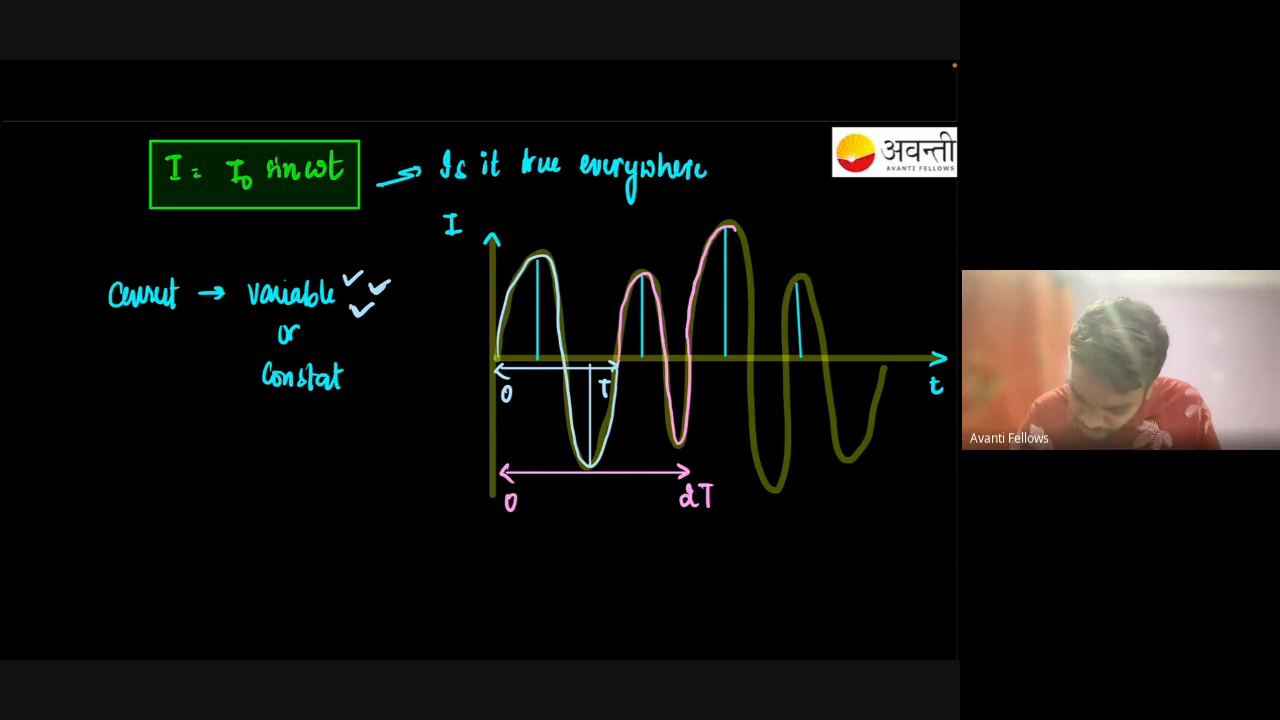 I = I₀ sin ωt
Is it true everywhere
अवन्ती
AVANTI FELLOWS
I
Current → variable
or
Constat
0 T
t
0 2T
Avanti Fellows